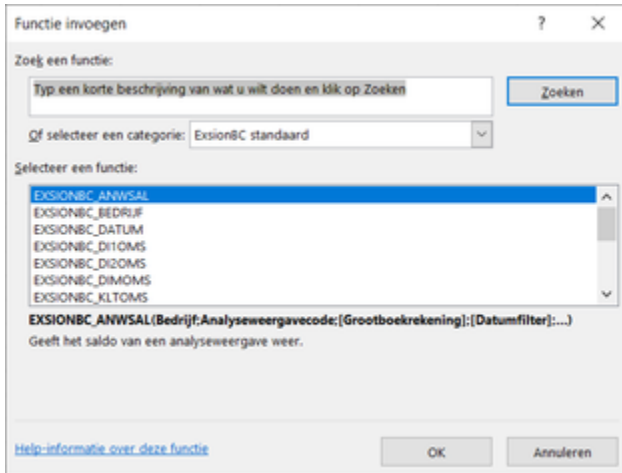 Functie invoegen
Zoek een functie:
Typ een korte beschrijving van wat u wilt doen en klik op Zoeken
Zoeken
Of selecteer een categorie: ExsionBC standaard
Selecteer een functie:
EXSIONBC_ANWSAL
EXSIONBC_BEDRIJF
EXSIONBC_DATUM
EXSIONBC_DI1OMS
EXSIONBC_DI2OMS
EXSIONBC_DIMOMS
EXSIONBC_KLTOMS
EXSIONBC_ANWSAL(Bedrijf;Analyseweergavecode;[Grootboekrekening];[Datumfilter];...)
Geeft het saldo van een analyseweergave weer.
Help-informatie over deze functie
OK
Annuleren